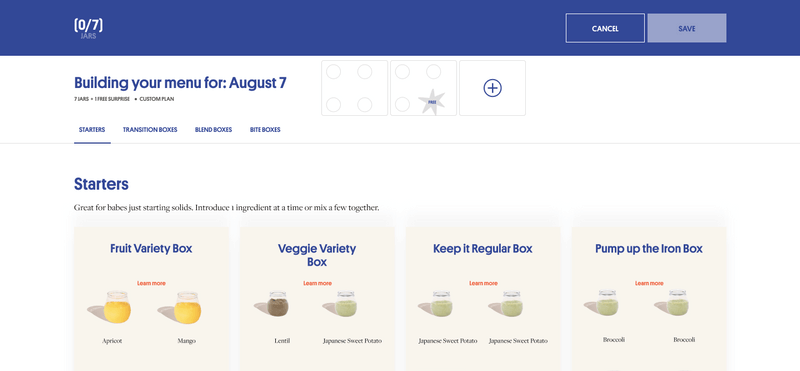 (0/7)
JARS
CANCEL
SAVE
Building your menu for: August 7
7 JARS + 1 FREE SURPRISE • CUSTOM PLAN
FREE
STARTERS
TRANSITION BOXES
BLEND BOXES
BITE BOXES
Starters
Great for babes just starting solids. Introduce 1 ingredient at a time or mix a few together.
Fruit Variety Box
Learn more
Apricot
Mango
Veggie Variety
Box
Learn more
Lentil
Japanese Sweet Potato
Keep it Regular Box
Learn more
Japanese Sweet Potato
Japanese Sweet Potato
Pump up the Iron Box
Learn more
Broccoli
Broccoli